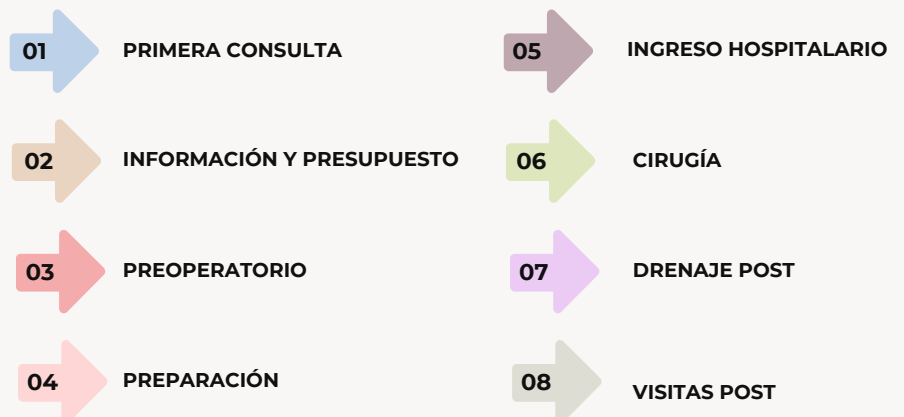 01 PRIMERA CONSULTA
02 INFORMACIÓN Y PRESUPUESTO
03 PREOPERATORIO
04 PREPARACIÓN
05 INGRESO HOSPITALARIO
06 CIRUGÍA
07 DRENAJE POST
08 VISITAS POST